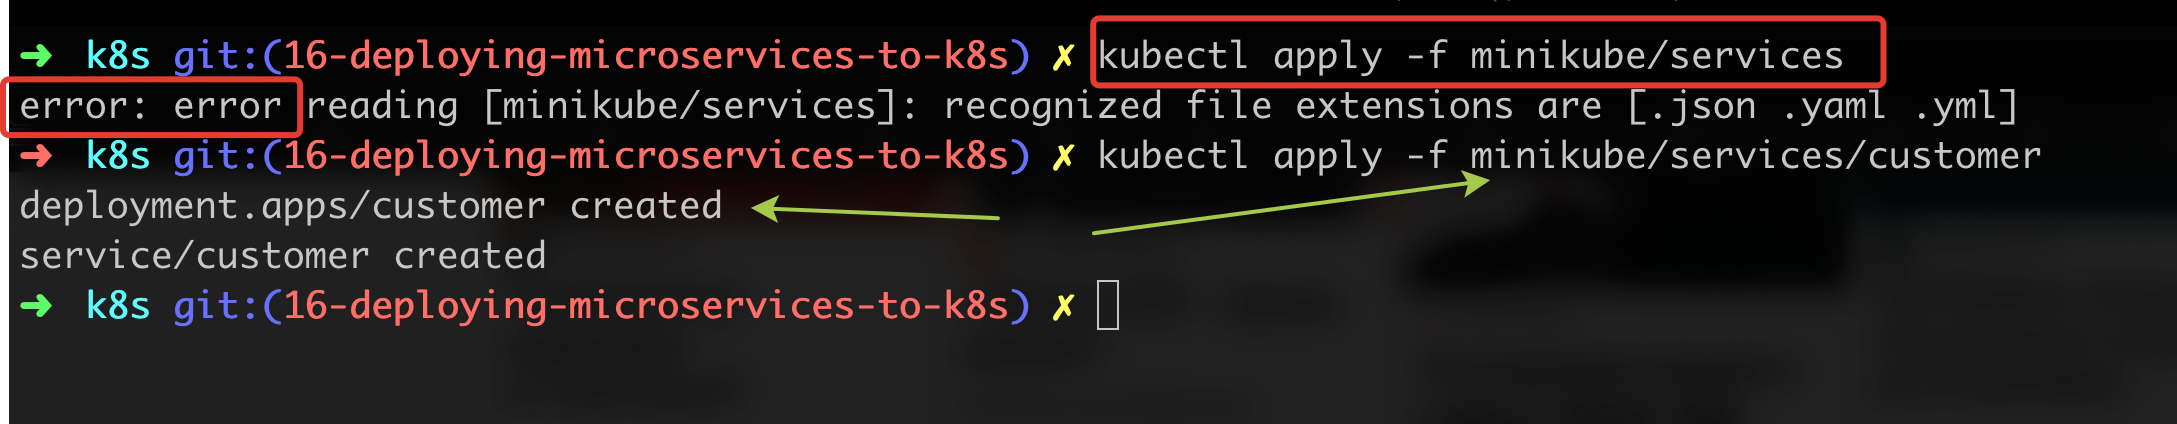 ➜ k8s git:(16-deploying-microservices-to-k8s) ✗ kubectl apply -f minikube/services
error: error reading [minikube/services]: recognized file extensions are [.json .yaml .yml]
➜ k8s git:(16-deploying-microservices-to-k8s) ✗ kubectl apply -f minikube/services/customer
deployment.apps/customer created
service/customer created
➜ k8s git:(16-deploying-microservices-to-k8s) ✗